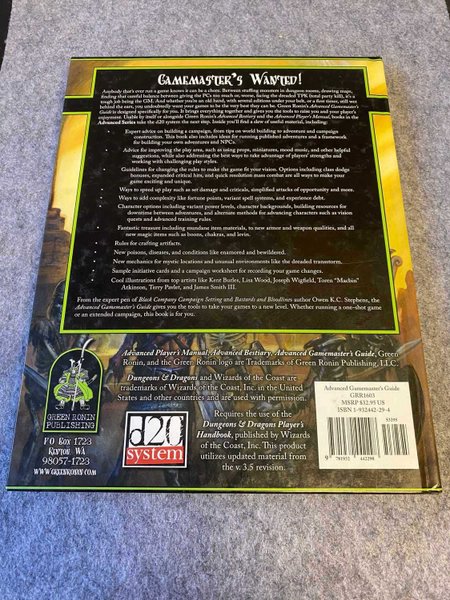 Gamemaster's Wanted!
Anybody that's ever run a game knows it can be a chore. Between stuffing monsters in dungeon rooms, drawing maps,
finding that careful balance between giving the PCs too much or, worse, facing the dreaded TPK (total party kill), it's a
tough job being the GM. And whether you're an old hand, with several editions under your belt, or a first timer, still wet
behind the ears, you undoubtedly want your games to be the very best they can be. Green Ronin's Advanced Gamemaster's
Guide is designed specifically for you. It brings everything together and gives you the tools to raise you and your players'
enjoyment. Usable by itself or alongside Green Ronin's Advanced Bestiary and the Advanced Player's Manual, books in the
Advanced Series take the d20 system the next step. Inside you'll find a slew of useful material, including:
Expert advice on building a campaign, from tips on world building to adventure and campaign
construction. This book also includes ideas for running published adventures and a framework
for building your own adventures and NPCs.
Advice for improving the play area, such as using props, miniatures, mood music, and other helpful
suggestions, while also addressing the best ways to take advantage of players' strengths and
working with challenging play styles.
Guidelines for changing the rules to make the game fit your vision. Options including class dodge
bonuses, expanded critical hits, and quick resolution mass combat are all ways to make your
game exciting and unique.
Ways to speed up play such as set damage and criticals, simplified attacks of opportunity and more.
Ways to add complexity like fortune points, variant spell systems, and experience debt.
Character options including variant power levels, character backgrounds, building resources for
downtime between adventures, and alternate methods for advancing characters such as vision
quests and advanced training rules.
Fantastic treasure including mundane item materials, to new armor and weapon qualities, and all
new magic items such as boons, chakras, and levin.
Rules for crafting artifacts.
New poisons, diseases, and conditions like enamored and bewildered.
New mechanics for mystic locations and unusual environments like the dreaded transtorm.
Sample initiative cards and a campaign worksheet for recording your game changes.
Cool illustrations from top artists like Kent Burles, Lisa Wood, Joseph Wigfield, Toren "Macbin"
Atkinson, Terry Pavlet, and James Smith III.
From the expert pen of Black Company Campaign Setting and Bastards and Bloodlines author Owen K.C. Stephens, the
Advanced Gamemaster's Guide gives you the tools to take your games to a new level. Whether running a one-shot game
or an extended campaign, this book is for you.
Advanced Player's Manual, Advanced Bestiary, Advanced Gamemaster's Guide, Green
Ronin, and the Green Ronin logo are Trademarks of Green Ronin Publishing, LLC.
Dungeons & Dragons and Wizards of the Coast are
trademarks of Wizards of the Coast, Inc. in the United
States and other countries and are used with permission.
Requires the use of the
Dungeons & Dragons Player's
Handbook, published by Wizards
of the Coast, Inc. This product
utilizes updated material from
the v. 3.5 revision.
d20
system
Green Ronin
Publishing
PO Box 1723
Renton WA
98057-1723
www.greenronin.com
Advanced Gamemaster's Guide
GRR1603
MSRP $32.95 US
ISBN 1-932442-29-4
53295
9 781932 442298